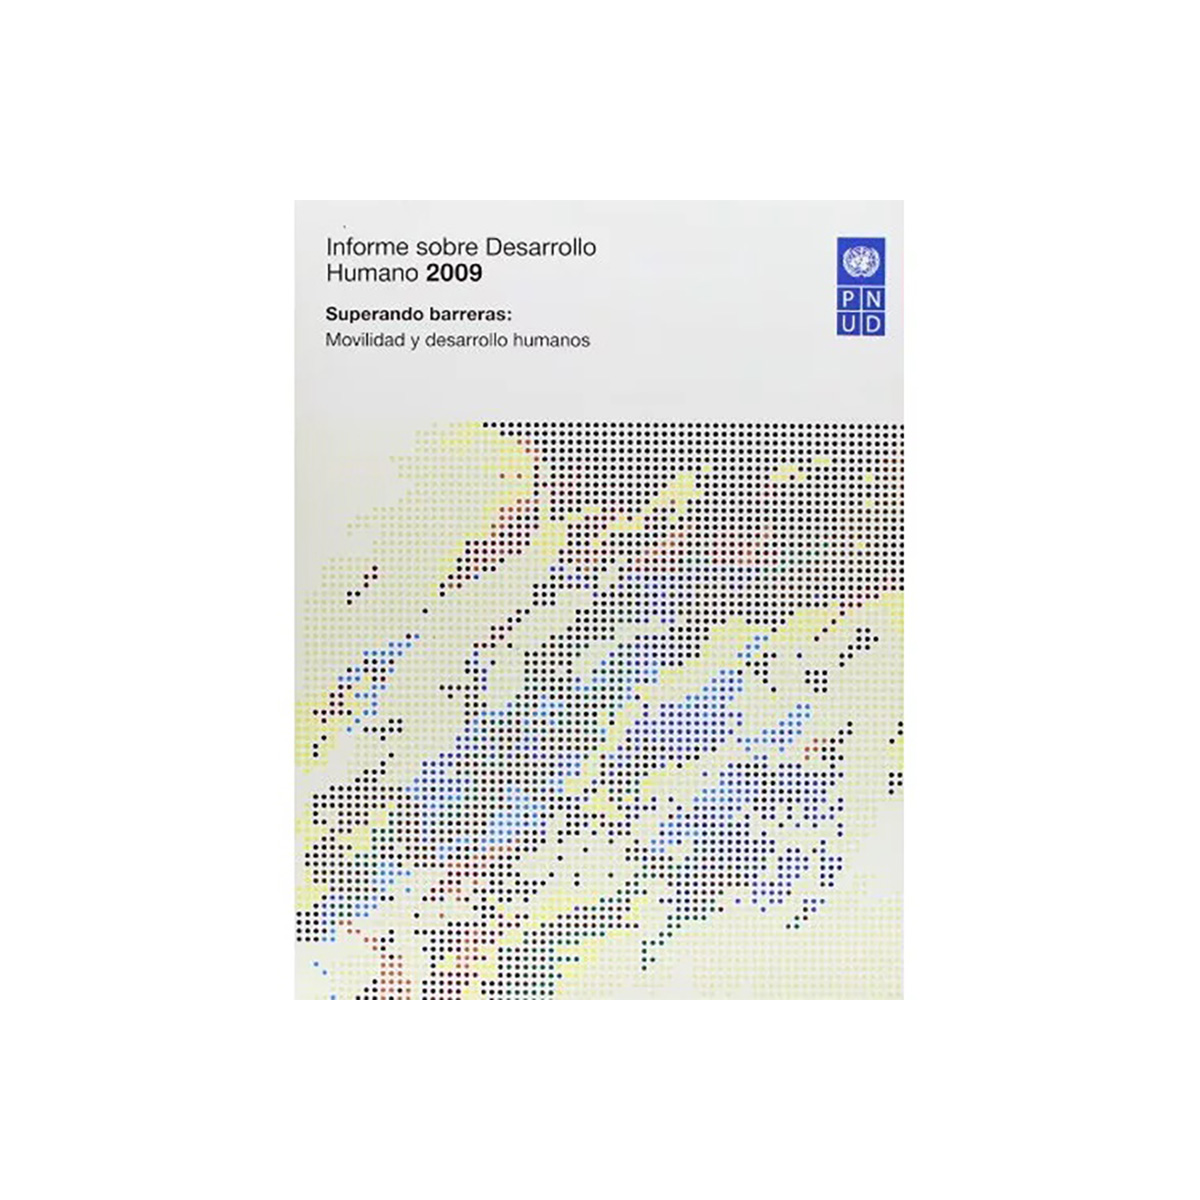 Informe sobre Desarrollo
Humano 2009
Superando barreras:
Movilidad y desarrollo humanos
P N
U D